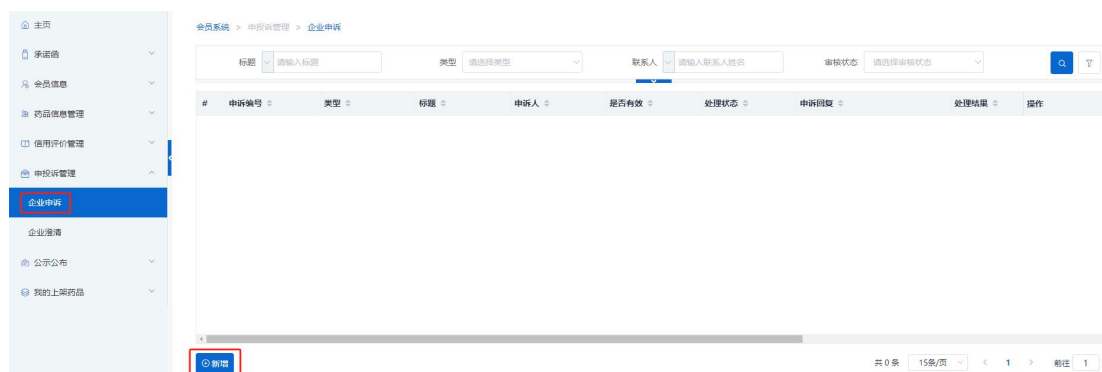 主页
承诺函
会员信息
药品信息管理
信用评价管理
申投诉管理
企业申诉
企业澄清
公示公布
我的上架药品
会员系统 > 申投诉管理 > 企业申诉
标题 请输入标题 类型 请选择类型 联系人 请输入联系人姓名 审核状态 请选择审核状态
# 申诉编号 类型 标题 申诉人 是否有效 处理状态 申诉回复 处理结果 操作
新增 共 0 条 15条/页 1 前往 1